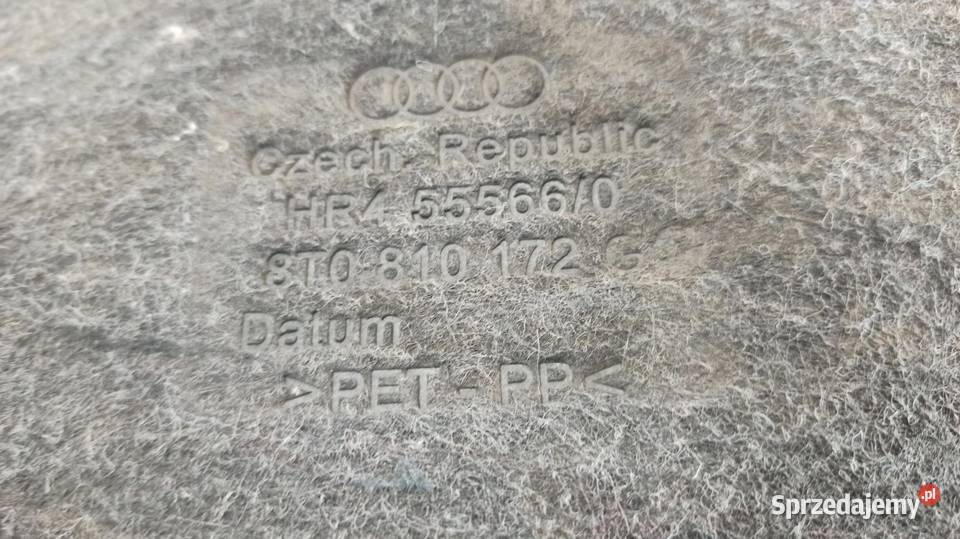 Czech. Republic
HR4 55566/0
8T0 810 172
Datum
>PET - PP<
Sprzedajemy.pl